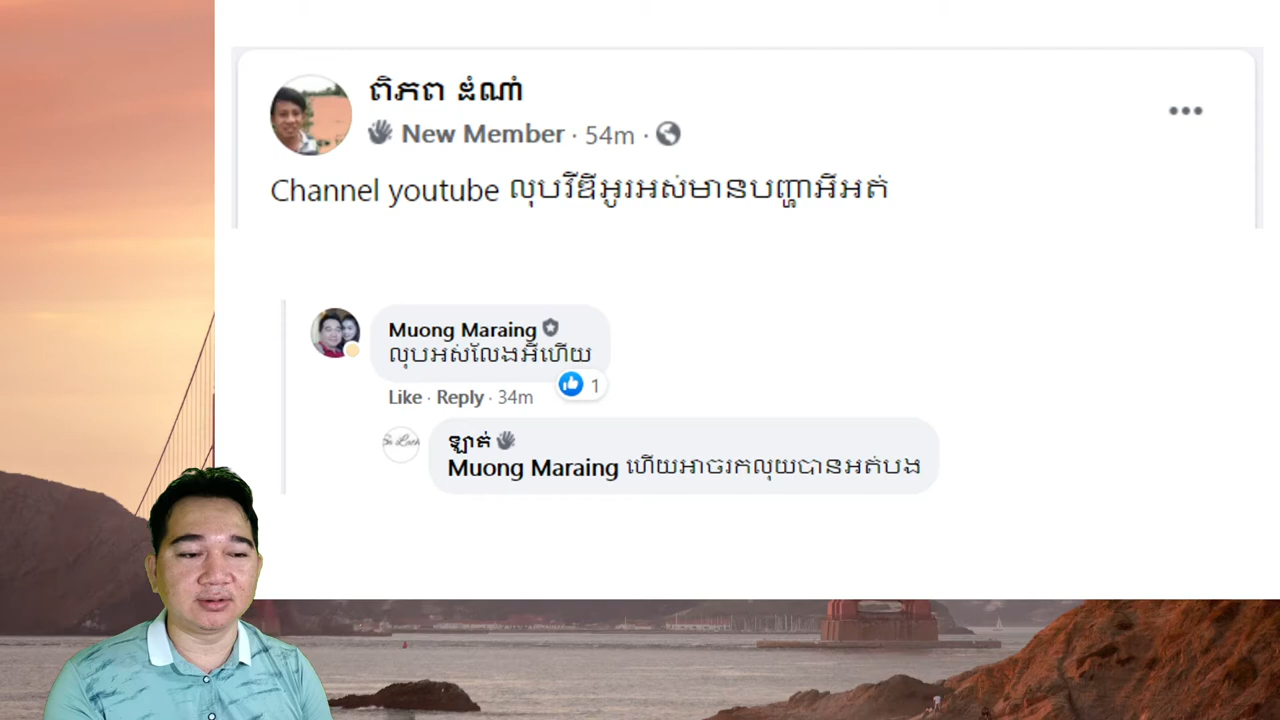 ពិភព ដំណាំ
New Member · 54m ·
Channel youtube លុបវីឌីអូរអស់មានបញ្ហាអីអត់
Muong Maraing
លុបអស់លែងអីហើយ
1
Like · Reply · 34m
ឡាត់
Muong Maraing ហើយអាចរកលុយបានអត់បង